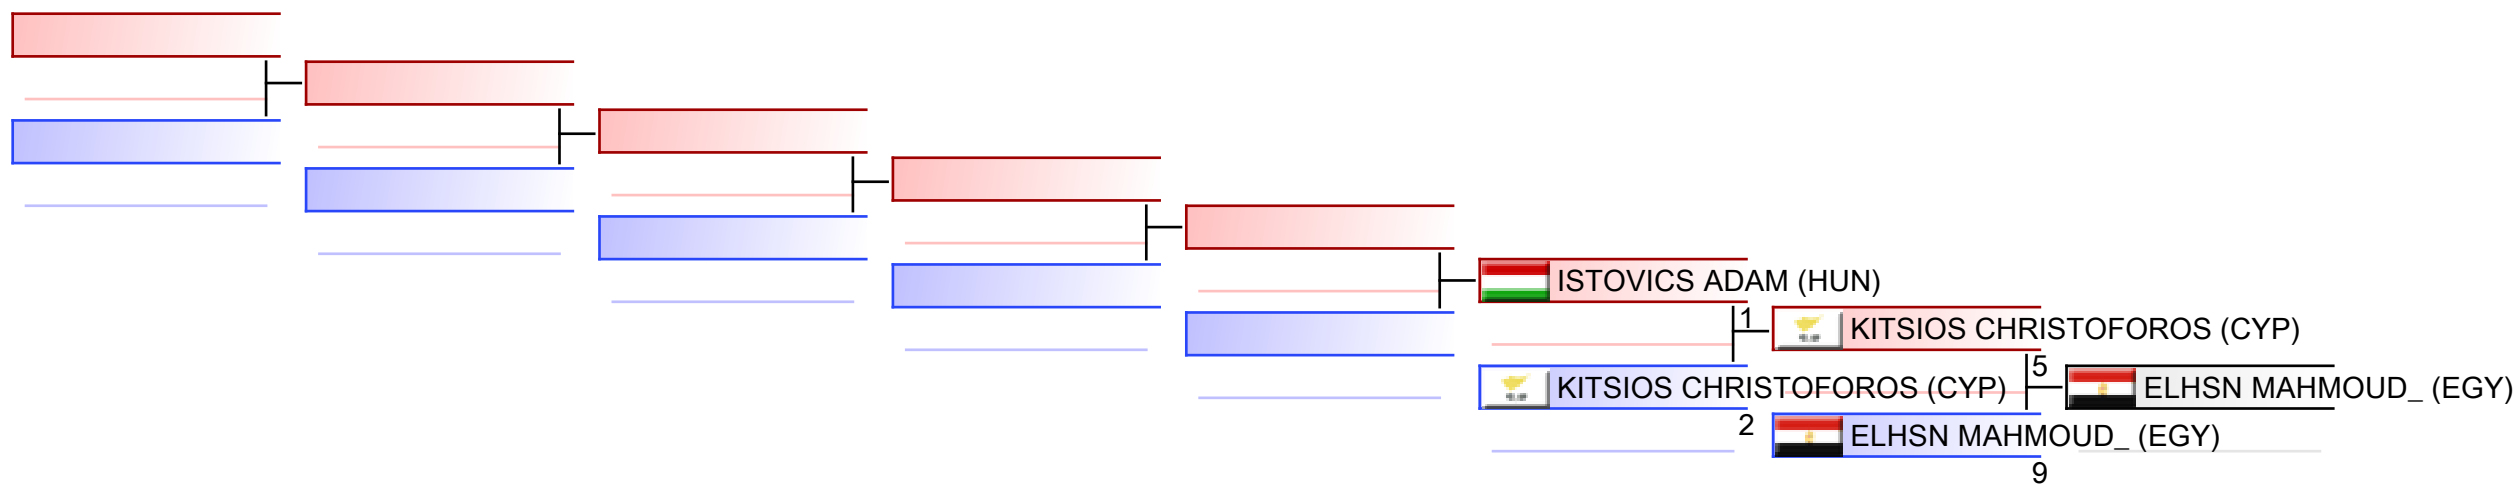 ISTOVICS ADAM (HUN)
1
KITSIOS CHRISTOFOROS (CYP)
2
KITSIOS CHRISTOFOROS (CYP)
5
ELHSN MAHMOUD_ (EGY)
9
ELHSN MAHMOUD_ (EGY)